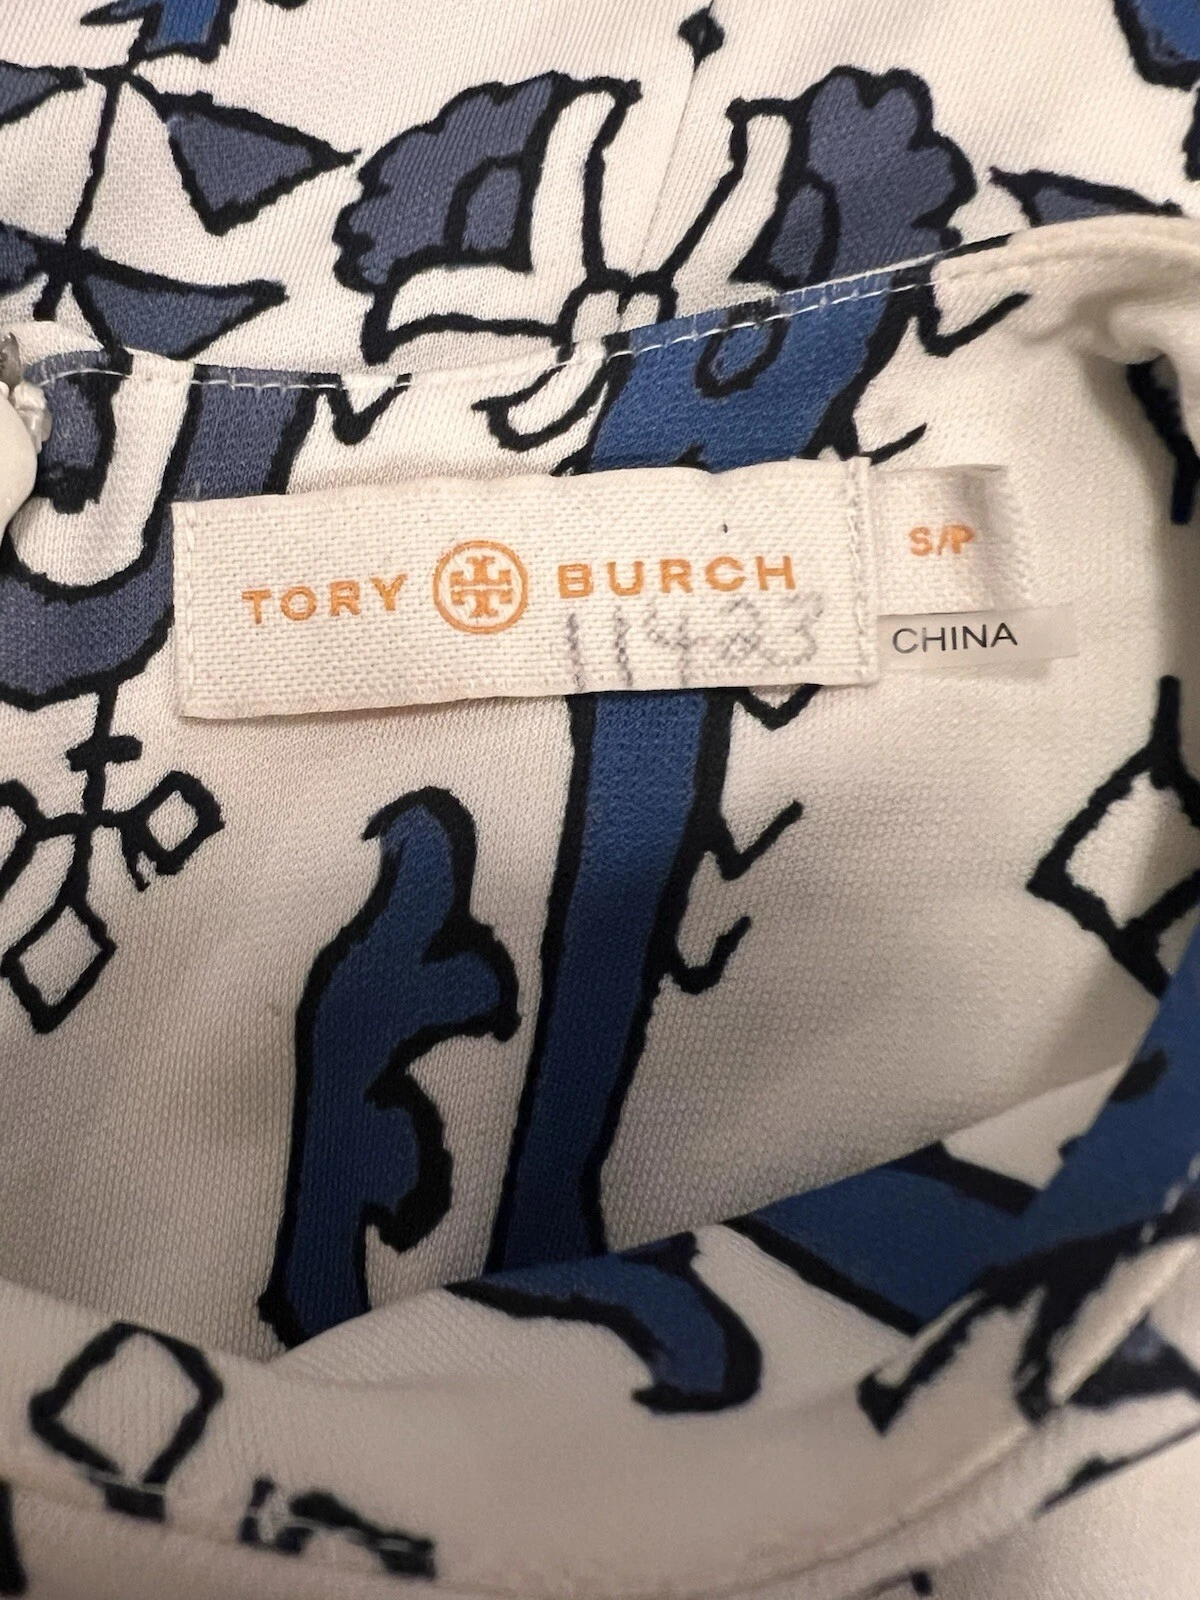 TORY BURCH
11423
S/P
CHINA